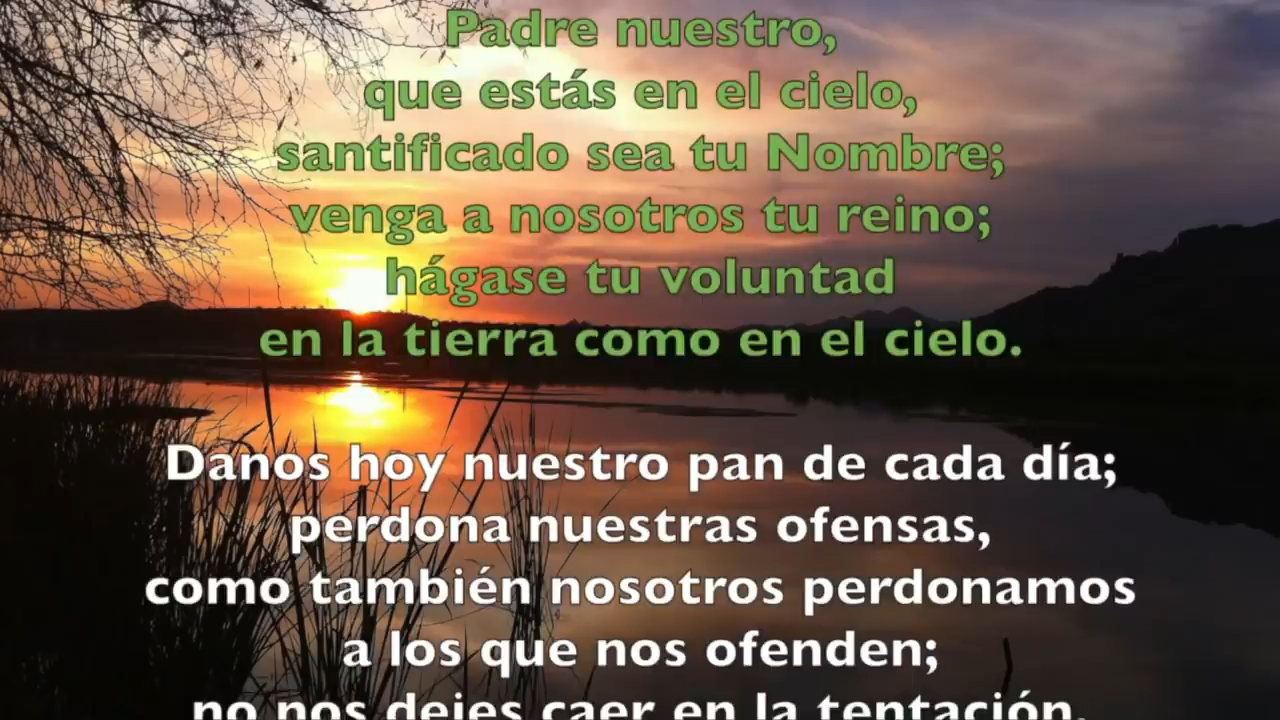 Padre nuestro,
que estás en el cielo,
santificado sea tu Nombre;
venga a nosotros tu reino;
hágase tu voluntad
en la tierra como en el cielo.
Danos hoy nuestro pan de cada día;
perdona nuestras ofensas,
como también nosotros perdonamos
a los que nos ofenden;
no nos dejes caer en la tentación,